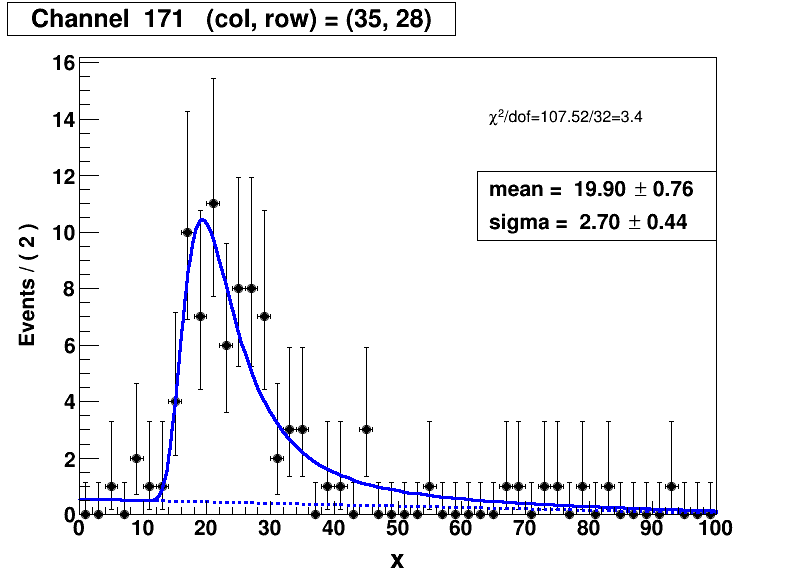 Channel 171 (col, row) = (35, 28)
χ²/dof=107.52/32=3.4
mean = 19.90 ± 0.76
sigma = 2.70 ± 0.44
Events / ( 2 )
16
14
12
10
8
6
4
2
0
0 10 20 30 40 50 60 70 80 90 100
x